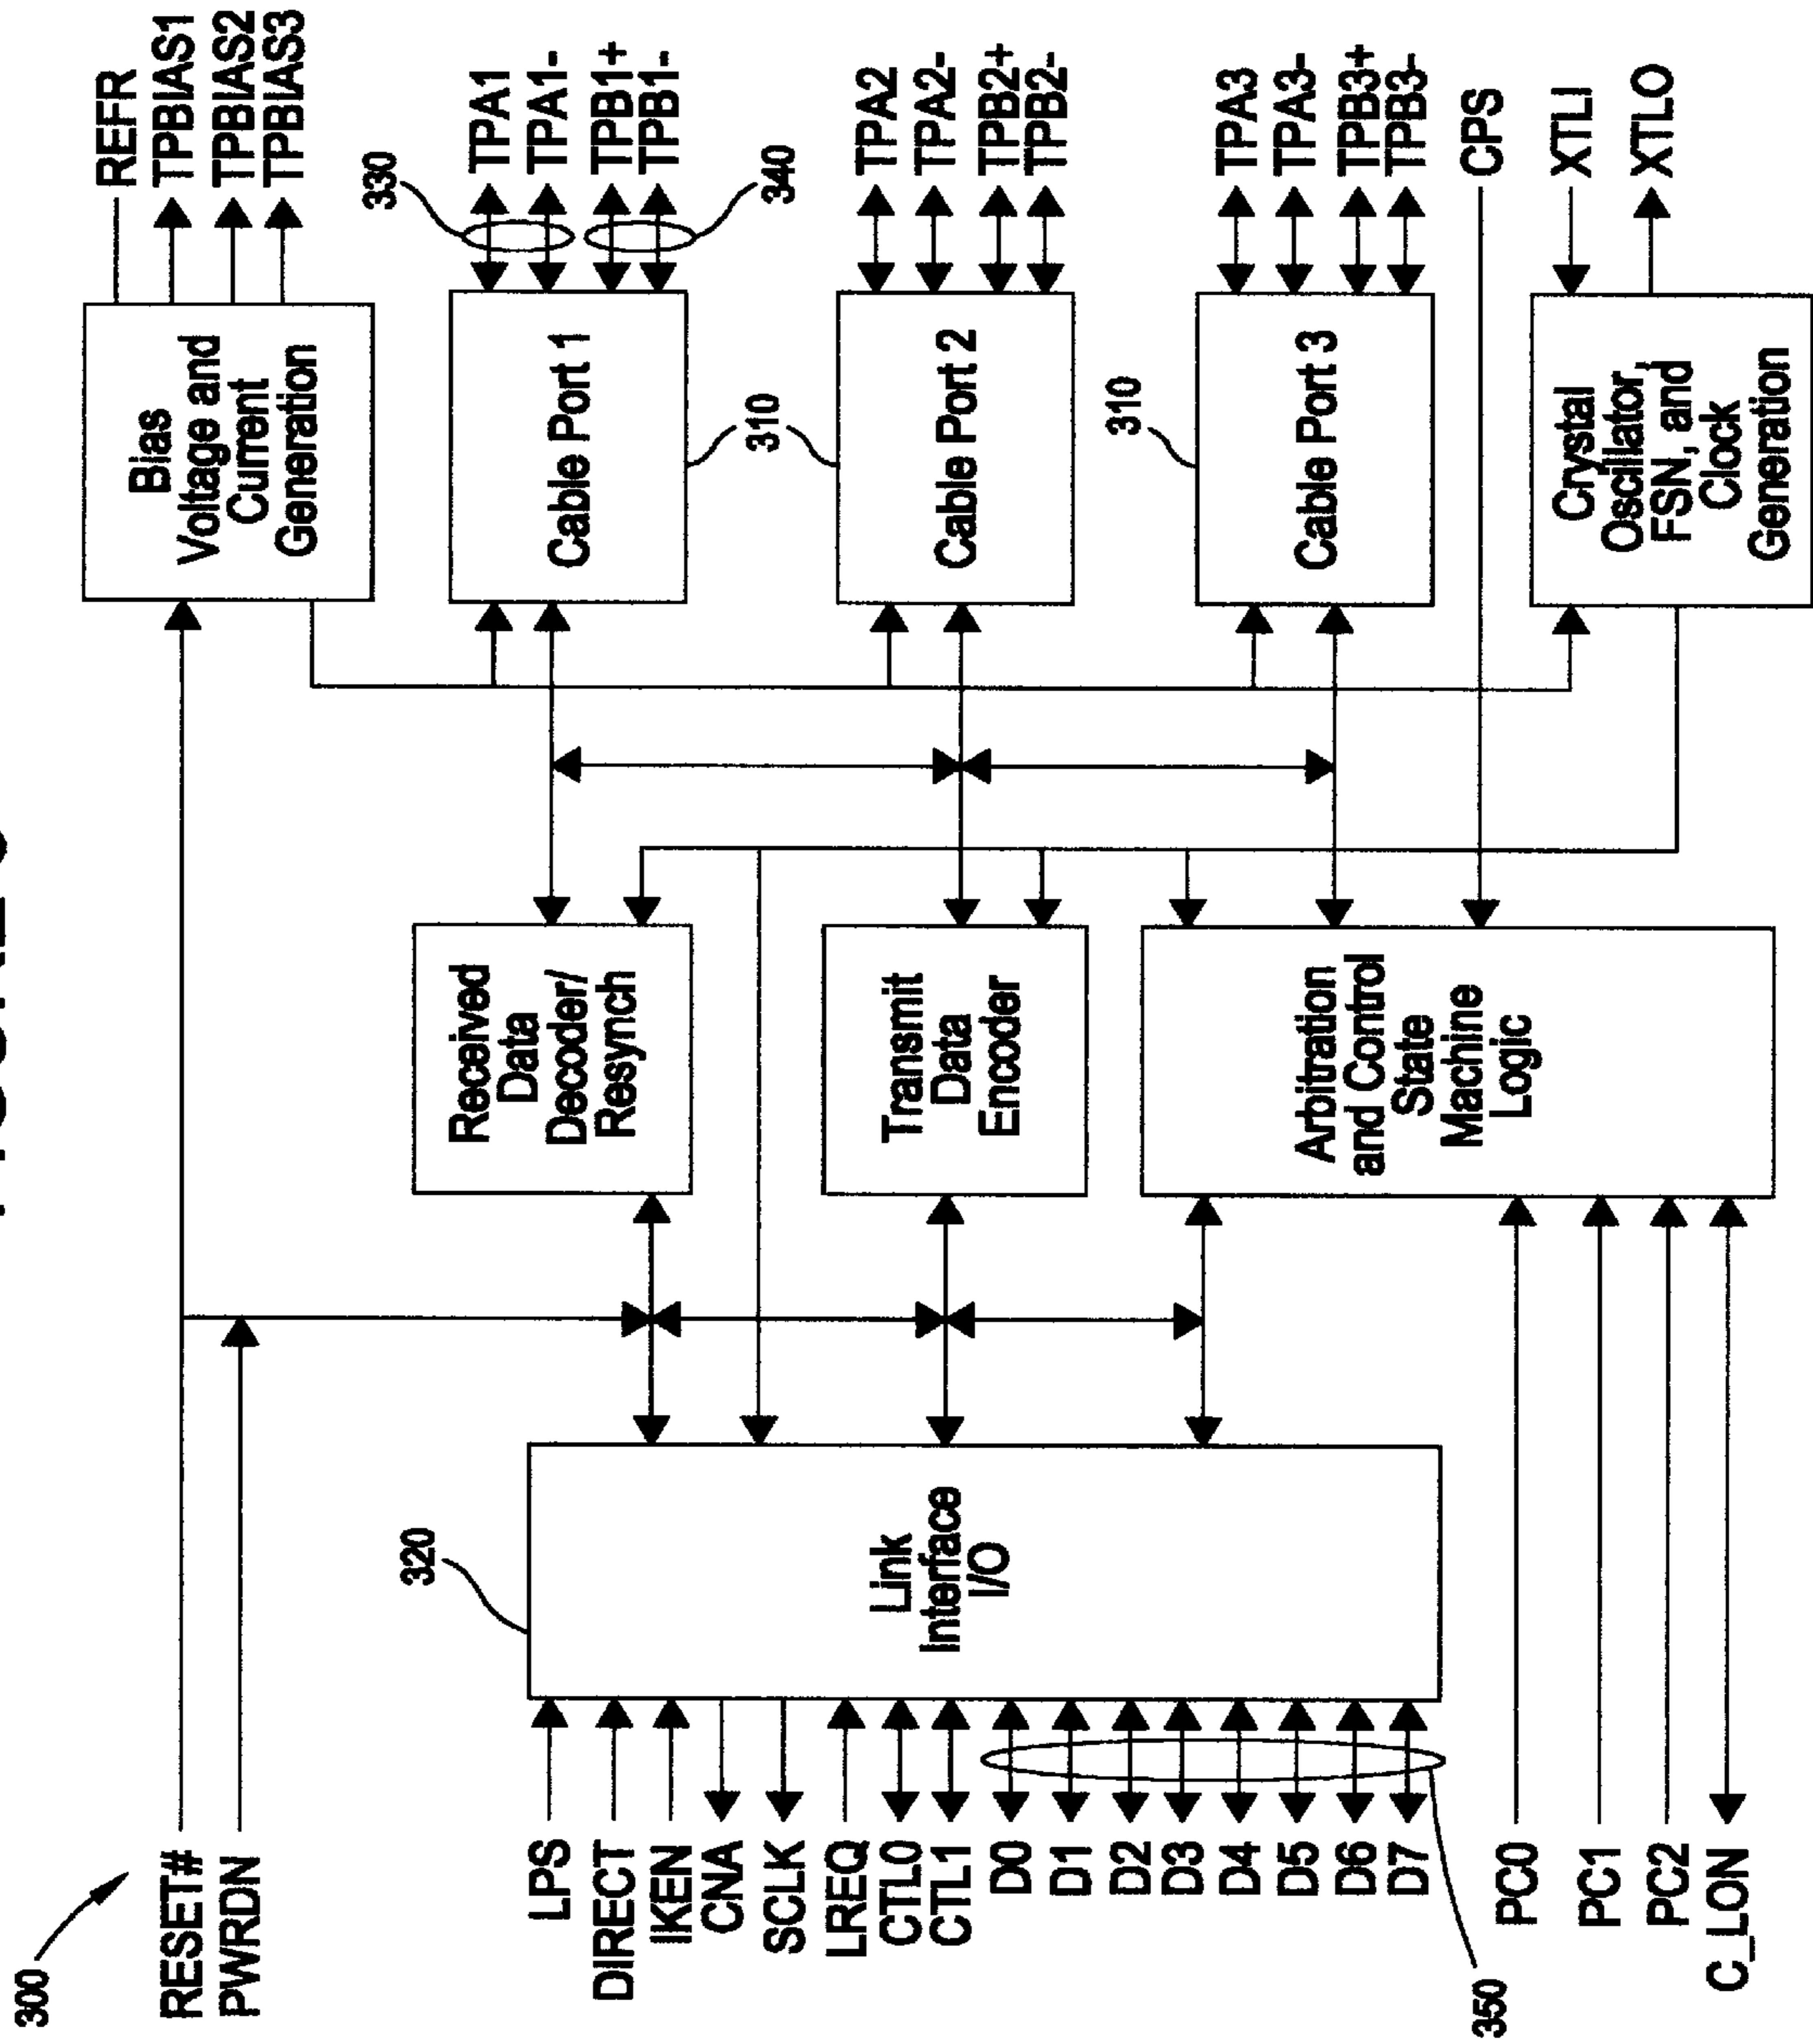 300
RESET#
PWRDN
LPS
DIRECT
IKEN
CNA
SCLK
LREQ
CTL0
CTL1
D0
D1
D2
D3
D4
D5
D6
D7
350
PC0
PC1
PC2
C_LON
320
Link
Interface
I/O
Received
Data
Decoder/
Resynch
Transmit
Data
Encoder
Arbitration
and Control
State
Machine
Logic
Bias
Voltage and
Current
Generation
Cable Port 1
310
Cable Port 2
310
Cable Port 3
Crystal
Oscillator,
FSN, and
Clock
Generation
REFR
TPBIAS1
TPBIAS2
TPBIAS3
330
TPA1
TPA1-
TPB1+
TPB1-
340
TPA2
TPA2-
TPB2+
TPB2-
TPA3
TPA3-
TPB3+
TPB3-
CPS
XTLI
XTLO